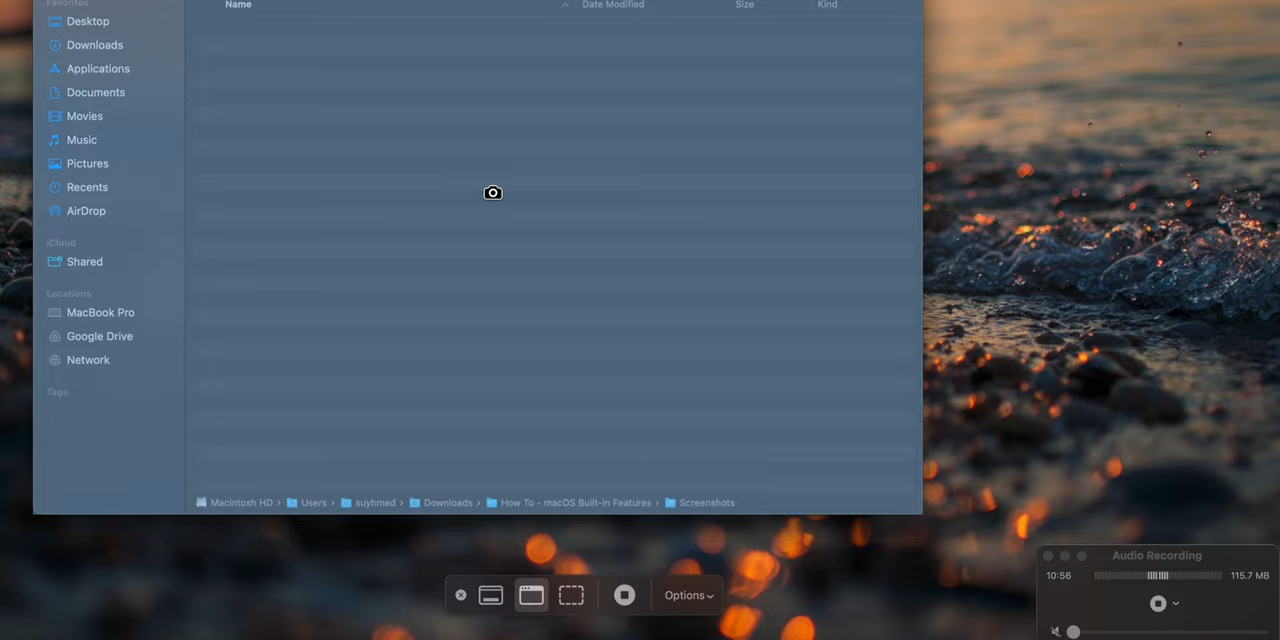 Favorites
Name Date Modified Size Kind
Desktop
Downloads
Applications
Documents
Movies
Music
Pictures
Recents
AirDrop
iCloud
Shared
Locations
MacBook Pro
Google Drive
Network
Tags
Macintosh HD › Users › suyhmed › Downloads › How To - macOS Built-in Features › Screenshots
Options
Audio Recording
10:56 115.7 MB